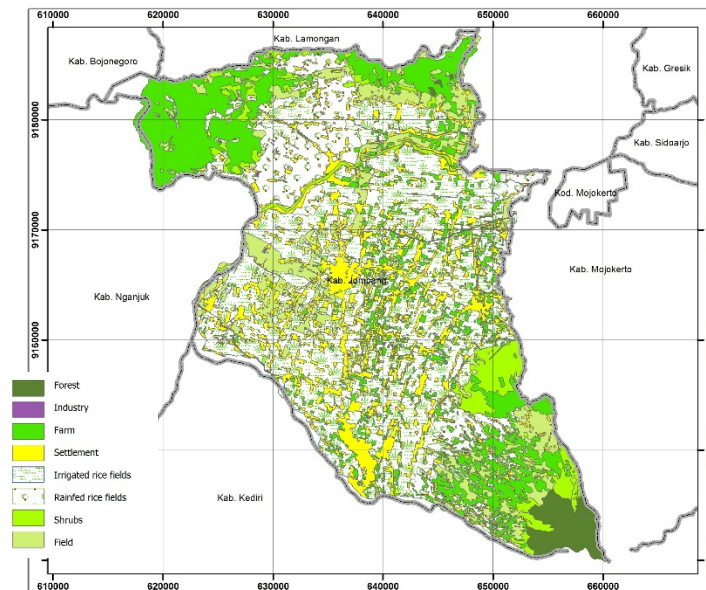 610000 620000 630000 640000 650000 660000
Kab. Lamongan
Kab. Bojonegoro
Kab. Gresik
9180000
Kab. Sidoarjo
Kod. Mojokerto
9170000
Kab. Mojokerto
Kab. Jombang
Kab. Nganjuk
9160000
Forest
Industry
Farm
Settlement
Irrigated rice fields
Rainfed rice fields
Shrubs
Field
Kab. Kediri
610000 620000 630000 640000 650000 660000